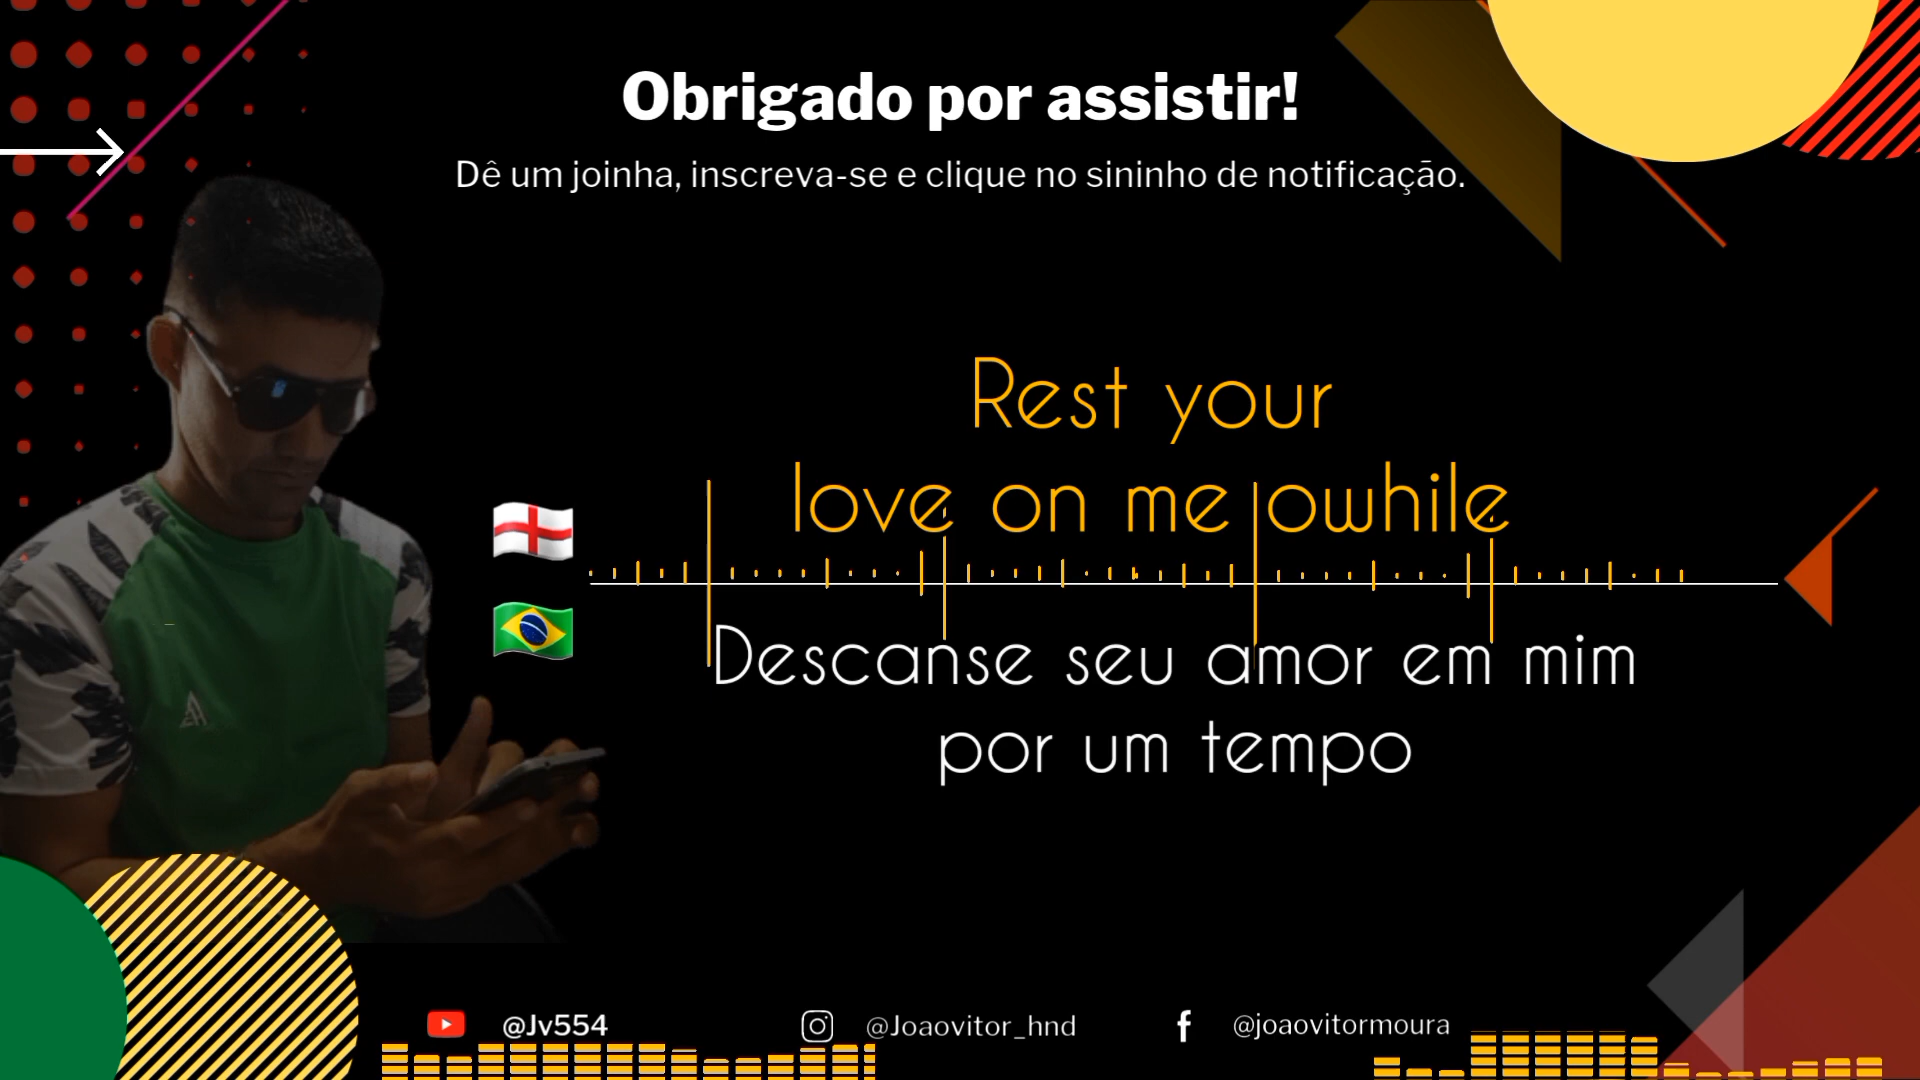 Obrigado por assistir!
Dê um joinha, inscreva-se e clique no sininho de notificação.
Rest your
love on me awhile
Descanse seu amor em mim
por um tempo
@Jv554
@Joaovitor_hnd
@joaovitormoura